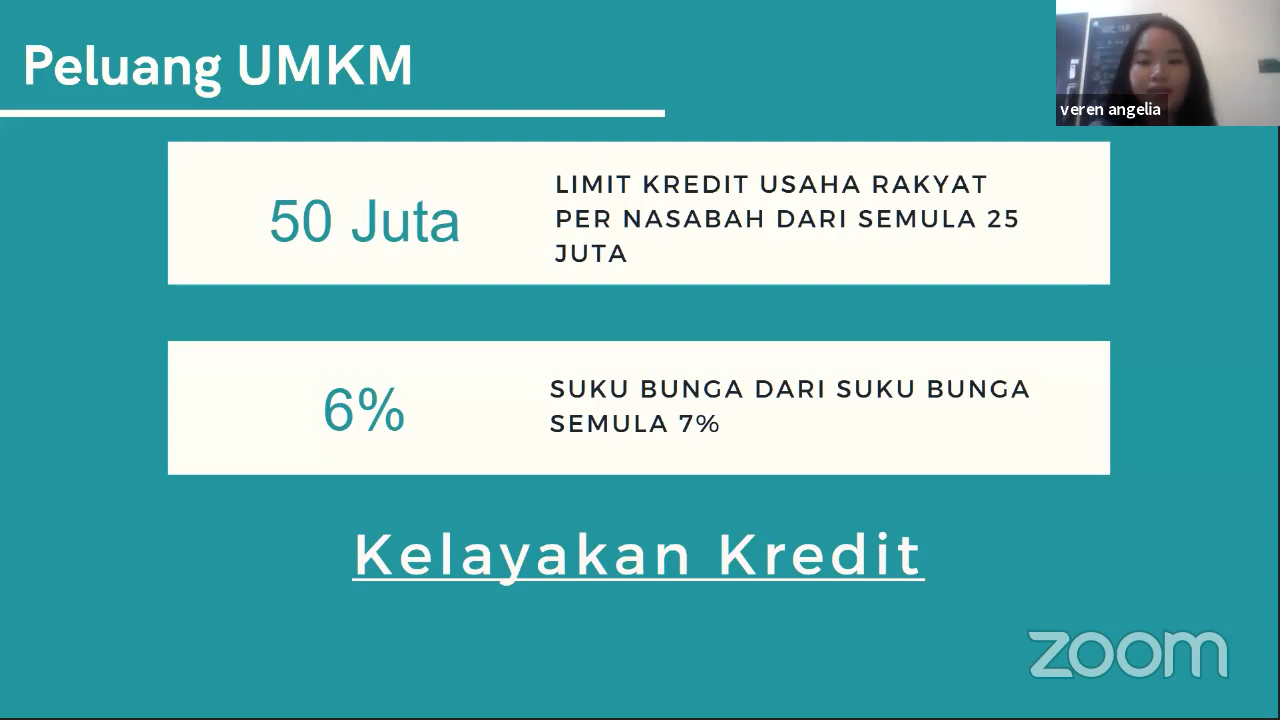 Peluang UMKM
veren angelia
50 Juta
LIMIT KREDIT USAHA RAKYAT
PER NASABAH DARI SEMULA 25
JUTA
6%
SUKU BUNGA DARI SUKU BUNGA
SEMULA 7%
Kelayakan Kredit
zoom